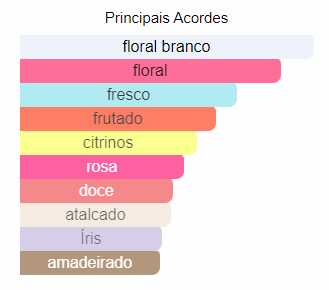 Principais Acordes
floral branco
floral
fresco
frutado
citrinos
rosa
doce
atalcado
Íris
amadeirado